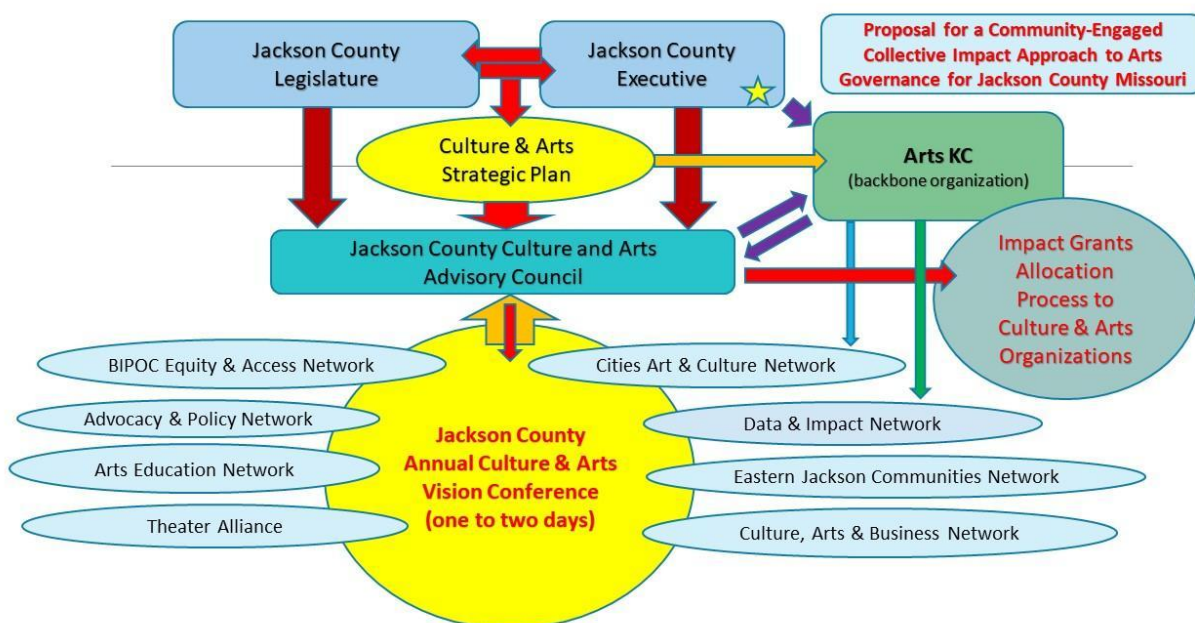 Jackson County
Legislature
Jackson County
Executive
Proposal for a Community-Engaged
Collective Impact Approach to Arts
Governance for Jackson County Missouri
Culture & Arts
Strategic Plan
Arts KC
(backbone organization)
Jackson County Culture and Arts
Advisory Council
Impact Grants
Allocation
Process to
Culture & Arts
Organizations
BIPOC Equity & Access Network
Cities Art & Culture Network
Advocacy & Policy Network
Data & Impact Network
Arts Education Network
Eastern Jackson Communities Network
Theater Alliance
Culture, Arts & Business Network
Jackson County
Annual Culture & Arts
Vision Conference
(one to two days)